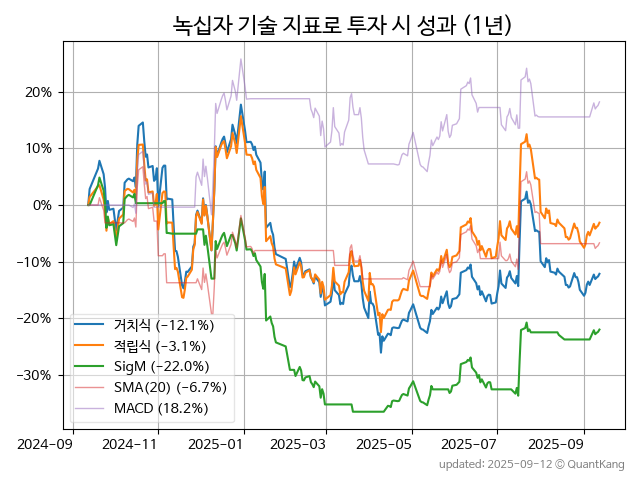 녹십자 기술 지표로 투자 시 성과 (1년)
20%
10%
0%
−10%
−20%
−30%
거치식 (−12.1%)
적립식 (−3.1%)
SigM (−22.0%)
SMA(20) (−6.7%)
MACD (18.2%)
2024-09
2024-11
2025-01
2025-03
2025-05
2025-07
2025-09
updated: 2025-09-12 © QuantKang